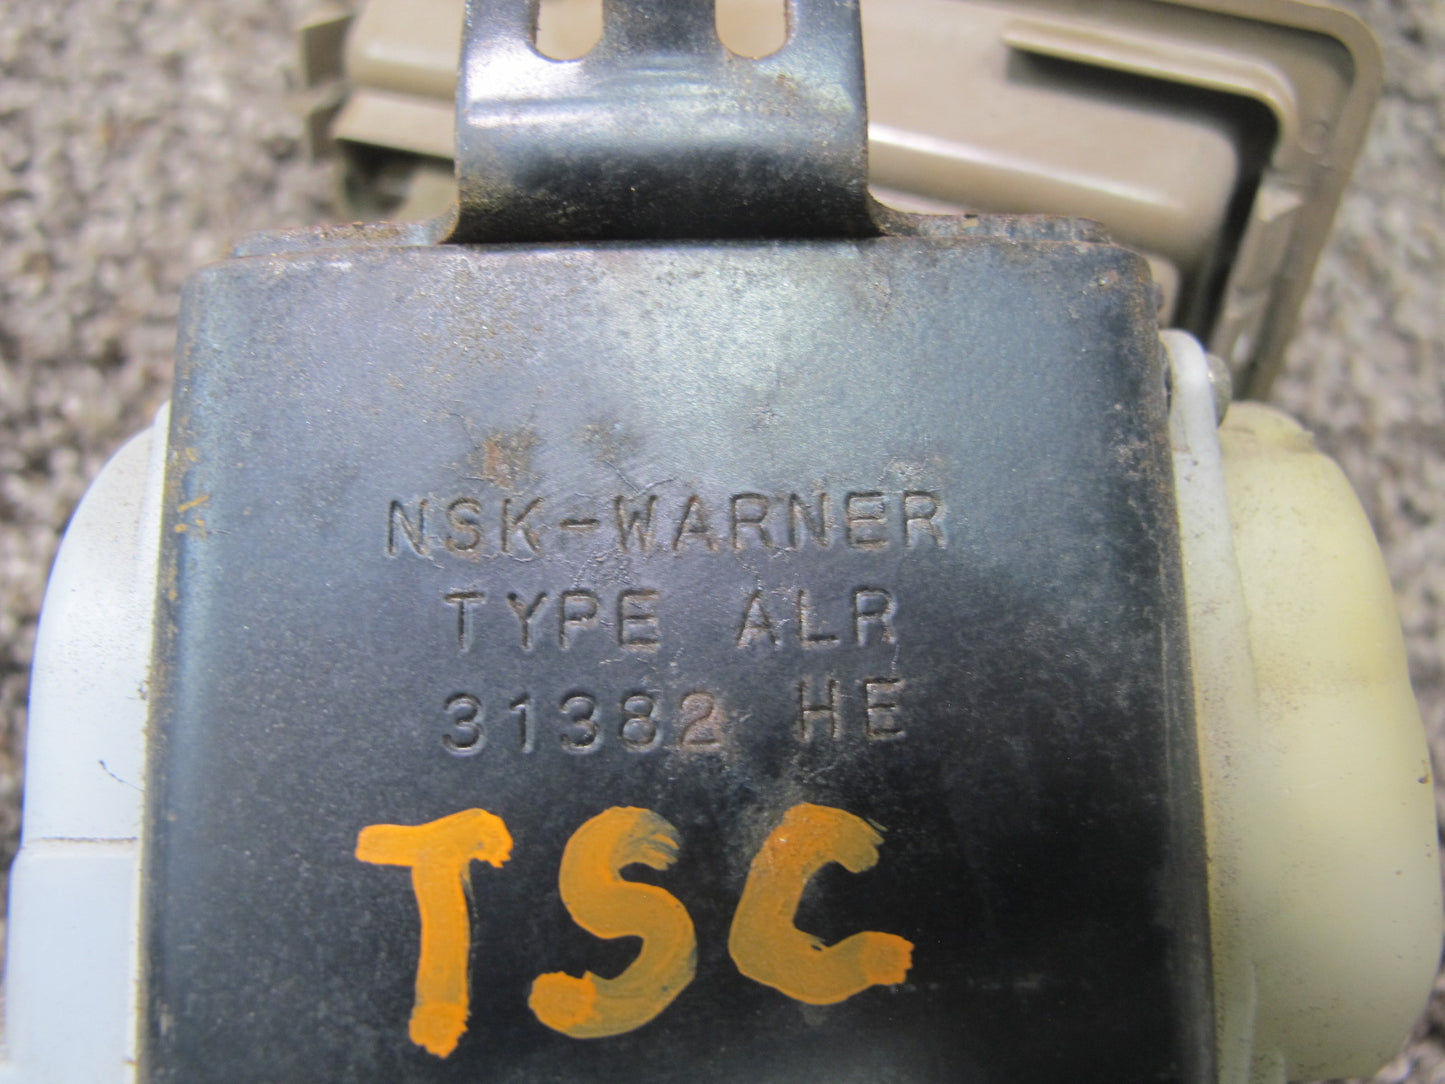 NSK-WARNER
TYPE ALR
31382 HE
TSC